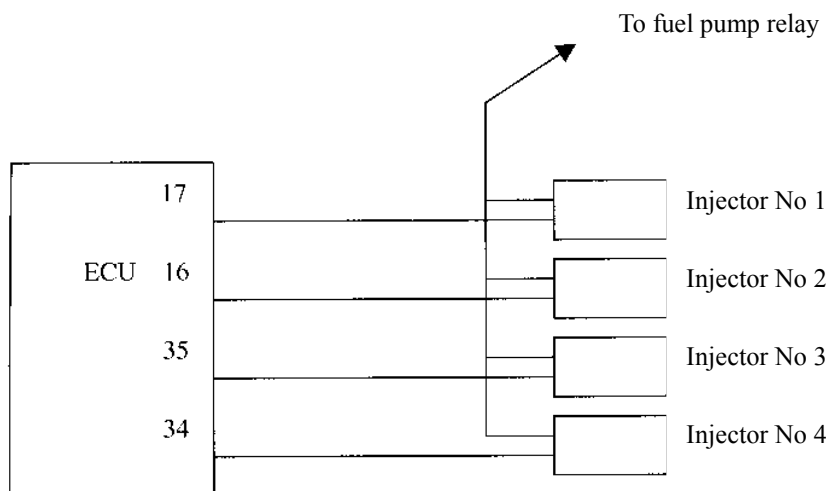 To fuel pump relay
17
Injector No 1
ECU 16
Injector No 2
35
Injector No 3
34
Injector No 4